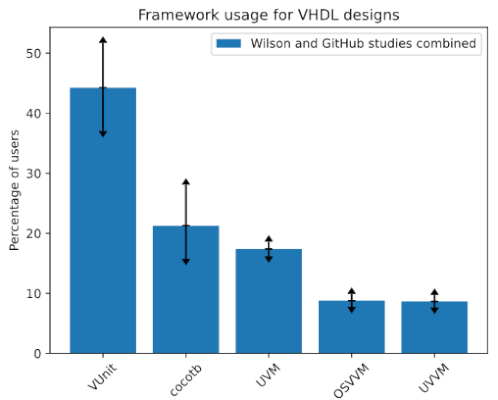 Framework usage for VHDL designs
Wilson and GitHub studies combined
Percentage of users
50
40
30
20
10
0
VUnit
cocotb
UVM
OSVVM
UVVM